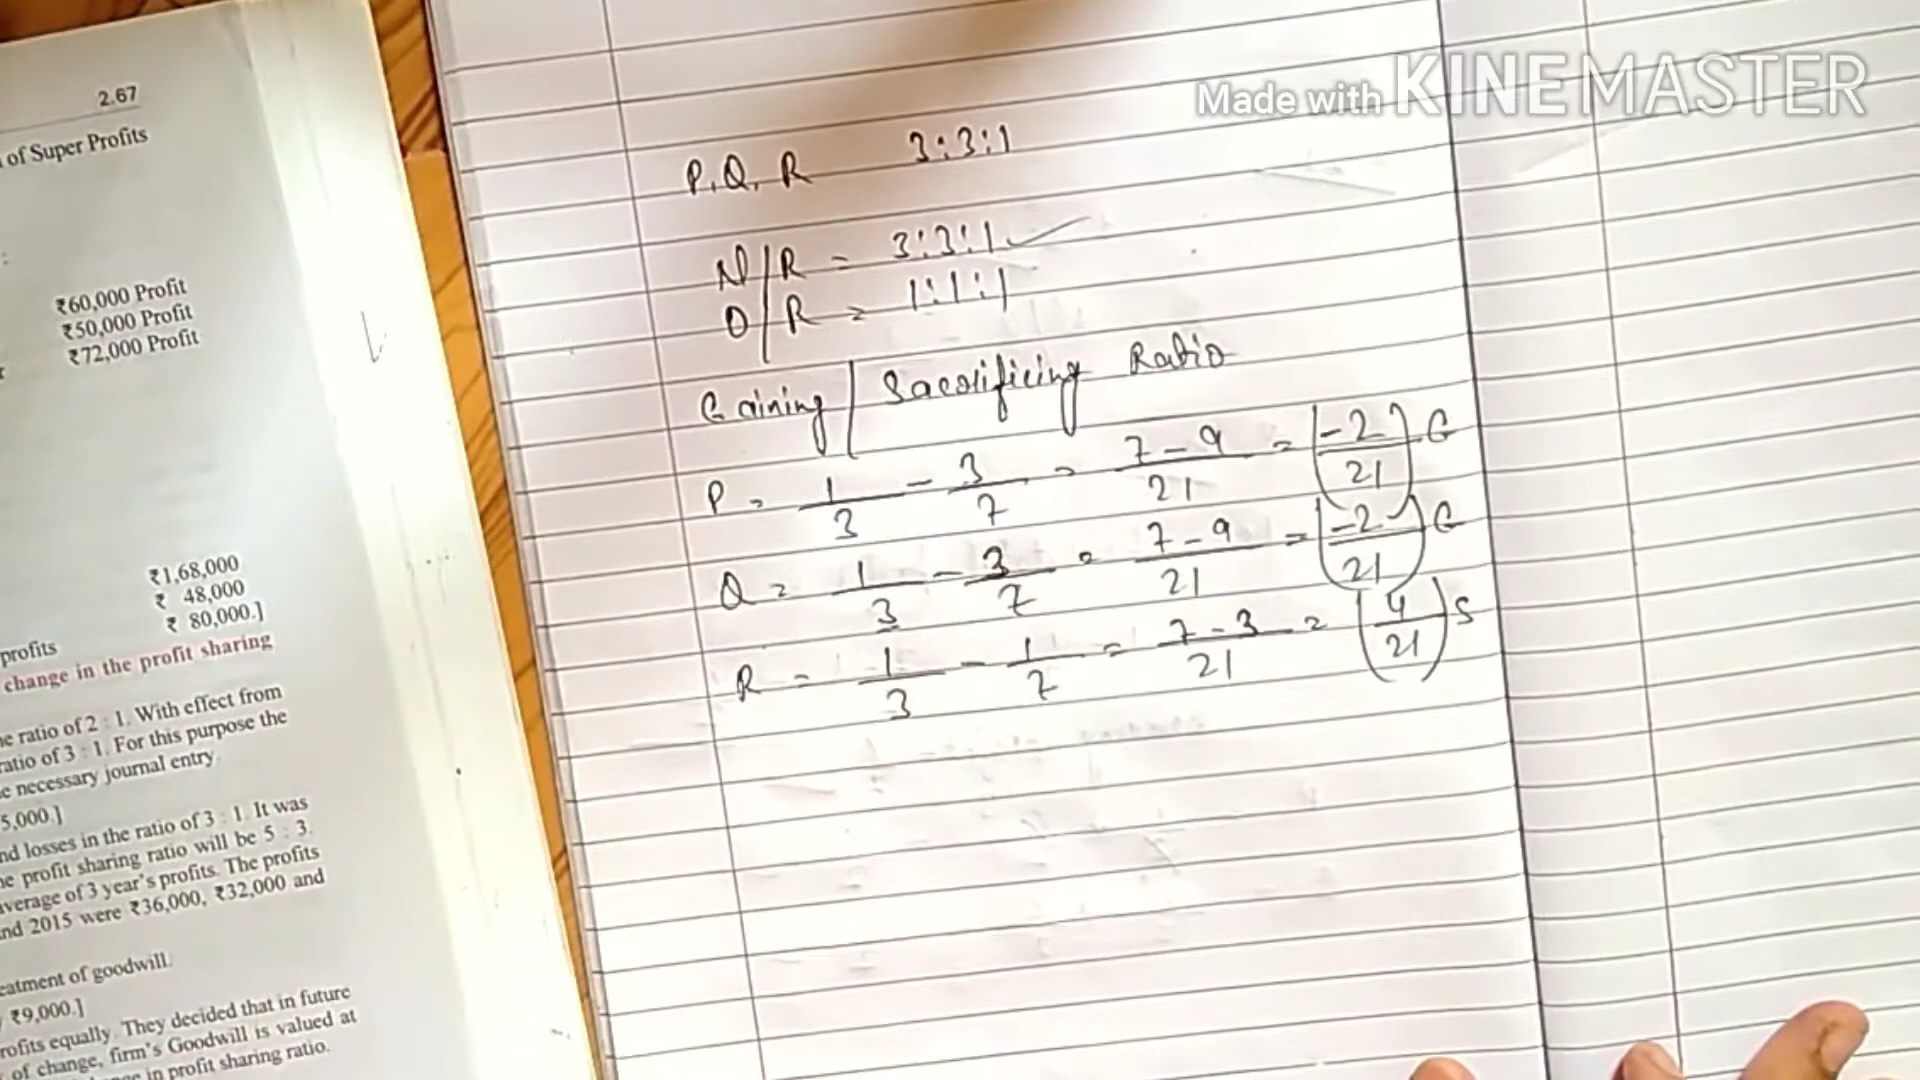 Made with KINEMASTER
2.67
of Super Profits
₹60,000 Profit
₹50,000 Profit
₹72,000 Profit
₹1,68,000
₹ 48,000
₹ 80,000.]
profits
change in the profit sharing
ratio of 2 : 1. With effect from
ratio of 3 : 1. For this purpose the
necessary journal entry.
5,000.]
nd losses in the ratio of 3 : 1. It was
profit sharing ratio will be 5 : 3.
verage of 3 year's profits. The profits
nd 2015 were ₹36,000, ₹32,000 and
eatment of goodwill.
₹9,000.]
rofits equally. They decided that in future
of change, firm's Goodwill is valued at
in profit sharing ratio.
P, Q, R 3:3:1
N/R = 3:3:1 ✓
O/R = 1:1:1
Gaining / Sacrificing Ratio
P = 1/3 - 3/7 = 7-9/21 = (-2/21) G
Q = 1/3 - 3/7 = 7-9/21 = (-2/21) G
R = 1/3 - 1/7 = 7-3/21 = (4/21) S